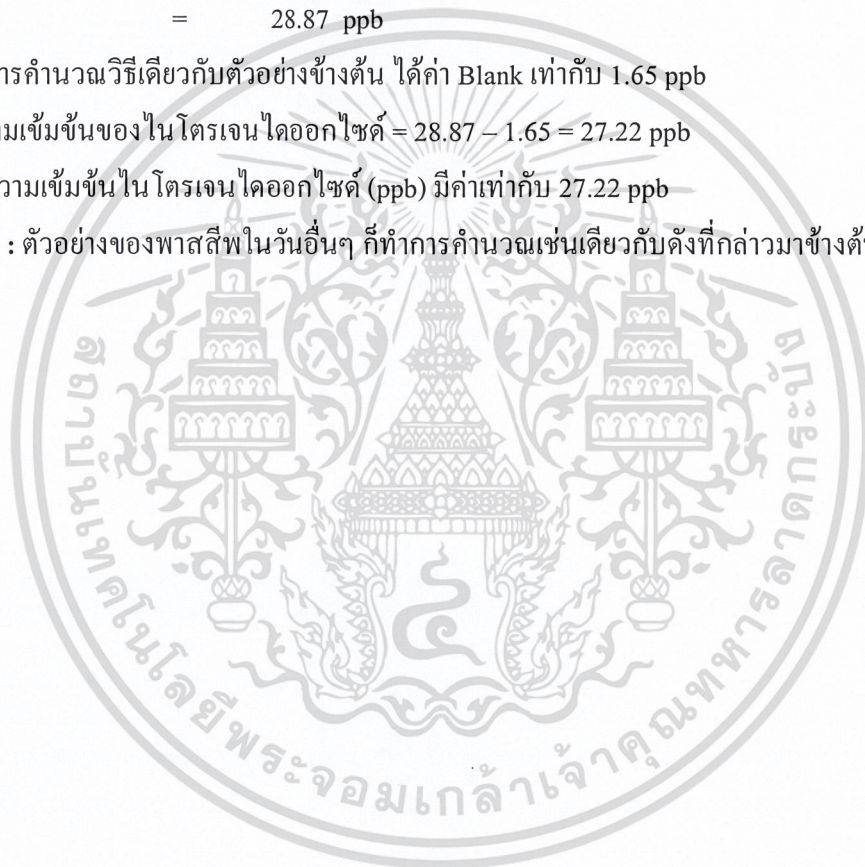 = 28.87 ppb
ารคำนวณวิธีเดียวกับตัวอย่างข้างต้น ได้ค่า Blank เท่ากับ 1.65 ppb
ามเข้มข้นของไนโตรเจนไดออกไซด์ = 28.87 – 1.65 = 27.22 ppb
วามเข้มข้นไนโตรเจนไดออกไซด์ (ppb) มีค่าเท่ากับ 27.22 ppb
: ตัวอย่างของพาสสีพในวันอื่นๆ ก็ทำการคำนวณเช่นเดียวกับดังที่กล่าวมาข้างต้
สถาบันเทคโนโลยีพระจอมเกล้าเจ้าคุณทหารลาดกระบัง